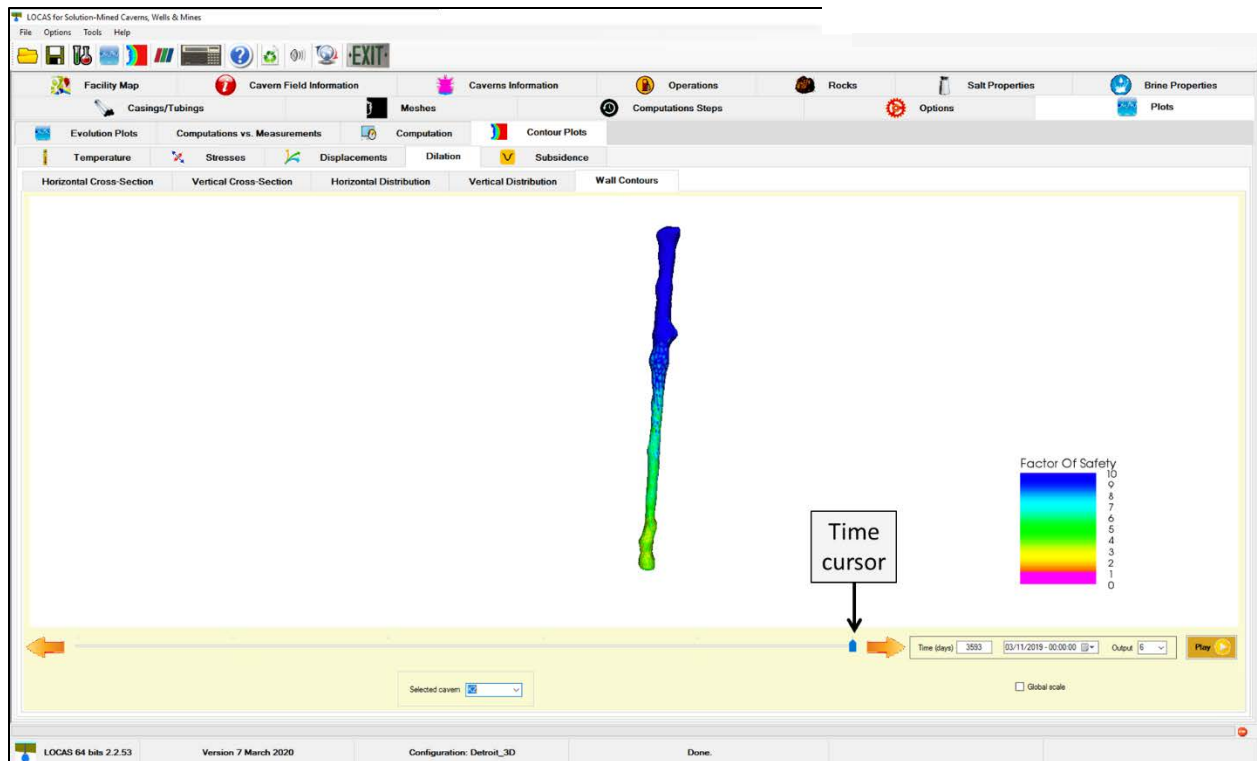 LOCAS for Solution-Mined Caverns, Wells & Mines
File Options Tools Help
EXIT
Facility Map Cavern Field Information Caverns Information Operations Rocks Salt Properties Brine Properties
Casings/Tubings Meshes Computations Steps Options Plots
Evolution Plots Computations vs. Measurements Computation Contour Plots
Temperature Stresses Displacements Dilation Subsidence
Horizontal Cross-Section Vertical Cross-Section Horizontal Distribution Vertical Distribution Wall Contours
Factor Of Safety
10
9
8
7
6
5
4
3
2
1
0
Time
cursor
Time (days) 3593 03/11/2019 - 00:00:00 Output 6 Play
Selected cavern Global scale
LOCAS 64 bits 2.2.53 Version 7 March 2020 Configuration: Detroit_3D Done.